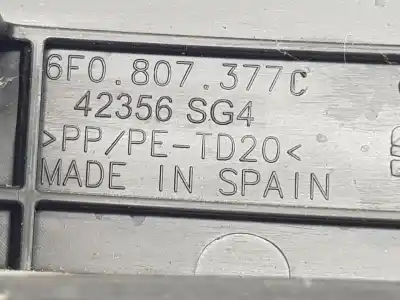 6F0.807.377C
42356 SG4
>PP/PE-TD20<
MADE IN SPAIN